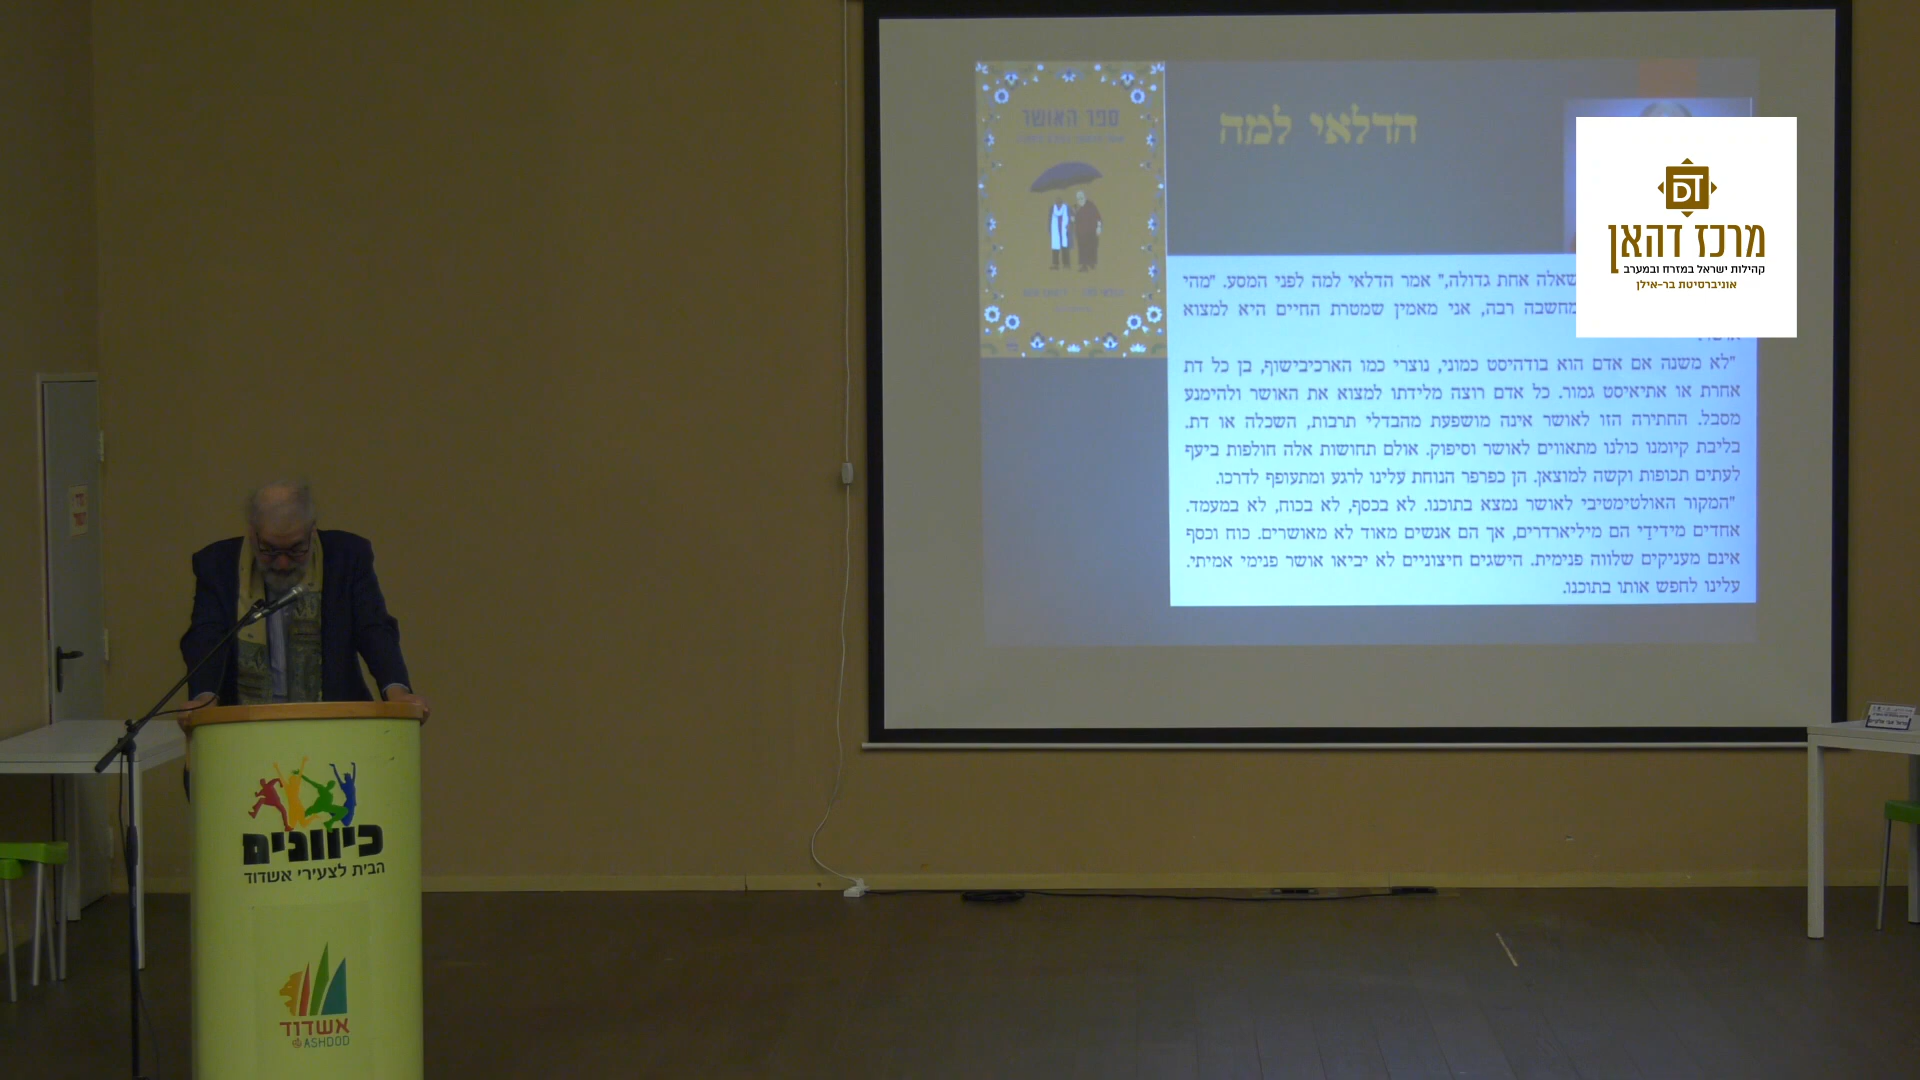 ספר האושר
הדלאי למה
מרכז דהאן
קהילות ישראל במזרח ובמערב
אוניברסיטת בר-אילן
שאלה אחת גדולה," אמר הדלאי למה לפני המסע. "מהי
מחשבה רבה, אני מאמין שמטרת החיים היא למצוא
"לא משנה אם אדם הוא בודהיסט כמוני, נוצרי כמו הארכיבישוף, בן כל דת
אחרת או אתיאיסט גמור. כל אדם רוצה מלידתו למצוא את האושר ולהימנע
מסבל. החתירה הזו לאושר אינה מושפעת מהבדלי תרבות, השכלה או דת.
בליבת קיומנו כולנו מתאווים לאושר וסיפוק. אולם תחושות אלה חולפות ביעף
לעתים תכופות וקשה למוצאן. הן כפרפר הנוחת עלינו לרגע ומתעופף לדרכו.
"המקור האולטימטיבי לאושר נמצא בתוכנו. לא בכסף, לא בכוח, לא במעמד.
אחדים מידידַי הם מיליארדרים, אך הם אנשים מאוד לא מאושרים. כוח וכסף
אינם מעניקים שלווה פנימית. הישגים חיצוניים לא יביאו אושר פנימי אמיתי.
עלינו לחפש אותו בתוכנו.
כיוונים
הבית לצעירי אשדוד
אשדוד
ASHDOD